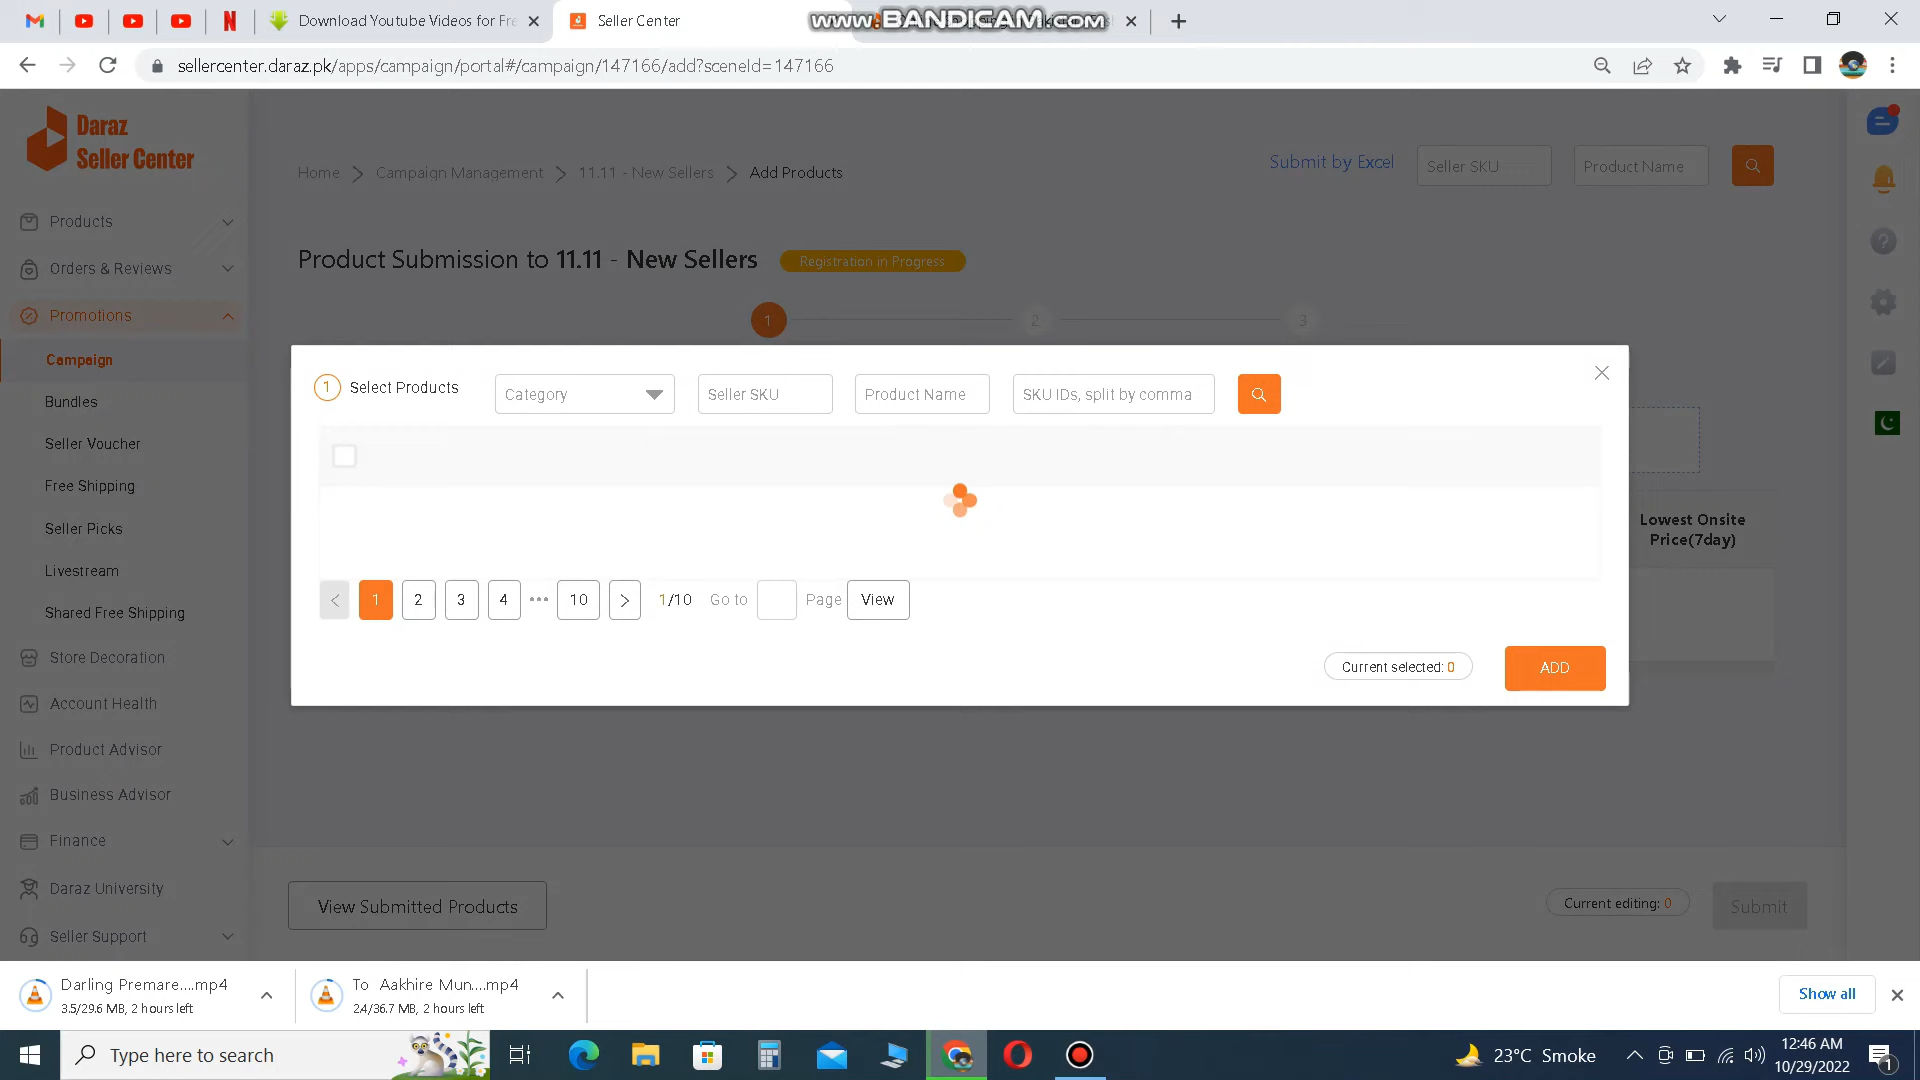 Download Youtube Videos for Fre
Seller Center
www.BANDICAM.com
sellercenter.daraz.pk/apps/campaign/portal#/campaign/147166/add?sceneId=147166
Daraz
Seller Center
Home
Campaign Management
11.11 - New Sellers
Add Products
Submit by Excel
Seller SKU
Product Name
Products
Orders & Reviews
Promotions
Campaign
Bundles
Seller Voucher
Free Shipping
Seller Picks
Livestream
Shared Free Shipping
Store Decoration
Account Health
Product Advisor
Business Advisor
Finance
Daraz University
Seller Support
Product Submission to 11.11 - New Sellers
Registration in Progress
1
2
3
1
Select Products
Category
Seller SKU
Product Name
SKU IDs, split by comma
< 1 2 3 4 ••• 10 > 1/10 Go to Page View
Current selected: 0
ADD
Lowest Onsite
Price(7day)
View Submitted Products
Current editing: 0
Submit
Darling Premare....mp4
3.5/29.6 MB, 2 hours left
To Aakhire Mun....mp4
2.4/36.7 MB, 2 hours left
Show all
Type here to search
23°C Smoke
12:46 AM
10/29/2022
1